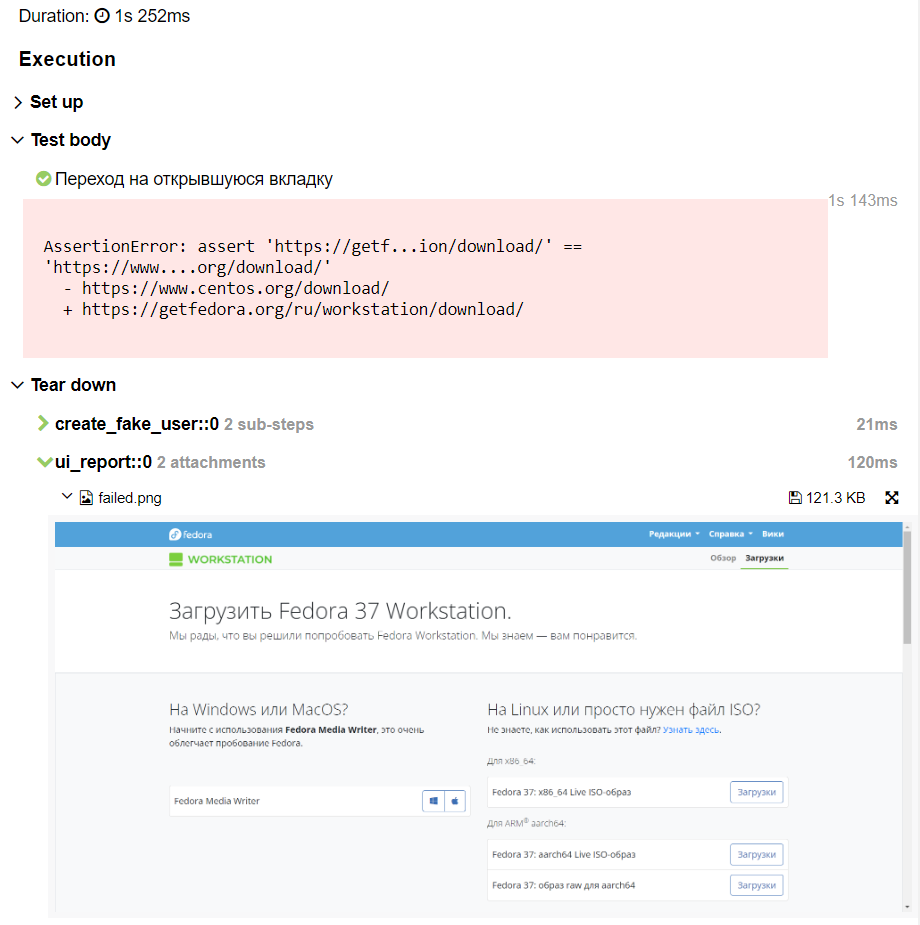 Duration: 1s 252ms
Execution
Set up
Test body
Переход на открывшуюся вкладку
1s 143ms
AssertionError: assert 'https://getf...ion/download/' ==
'https://www....org/download/'
- https://www.centos.org/download/
+ https://getfedora.org/ru/workstation/download/
Tear down
create_fake_user::0 2 sub-steps 21ms
ui_report::0 2 attachments 120ms
failed.png 121.3 KB
fedora Редакции Справка Вики
WORKSTATION Обзор Загрузки
Загрузить Fedora 37 Workstation.
Мы рады, что вы решили попробовать Fedora Workstation. Мы знаем — вам понравится.
На Windows или MacOS?
Начните с использования Fedora Media Writer, это очень
облегчает пробование Fedora.
Fedora Media Writer
На Linux или просто нужен файл ISO?
Не знаете, как использовать этот файл? Узнать здесь.
Для x86_64:
Fedora 37: x86_64 Live ISO-образ Загрузки
Для ARM® aarch64:
Fedora 37: aarch64 Live ISO-образ Загрузки
Fedora 37: образ raw для aarch64 Загрузки